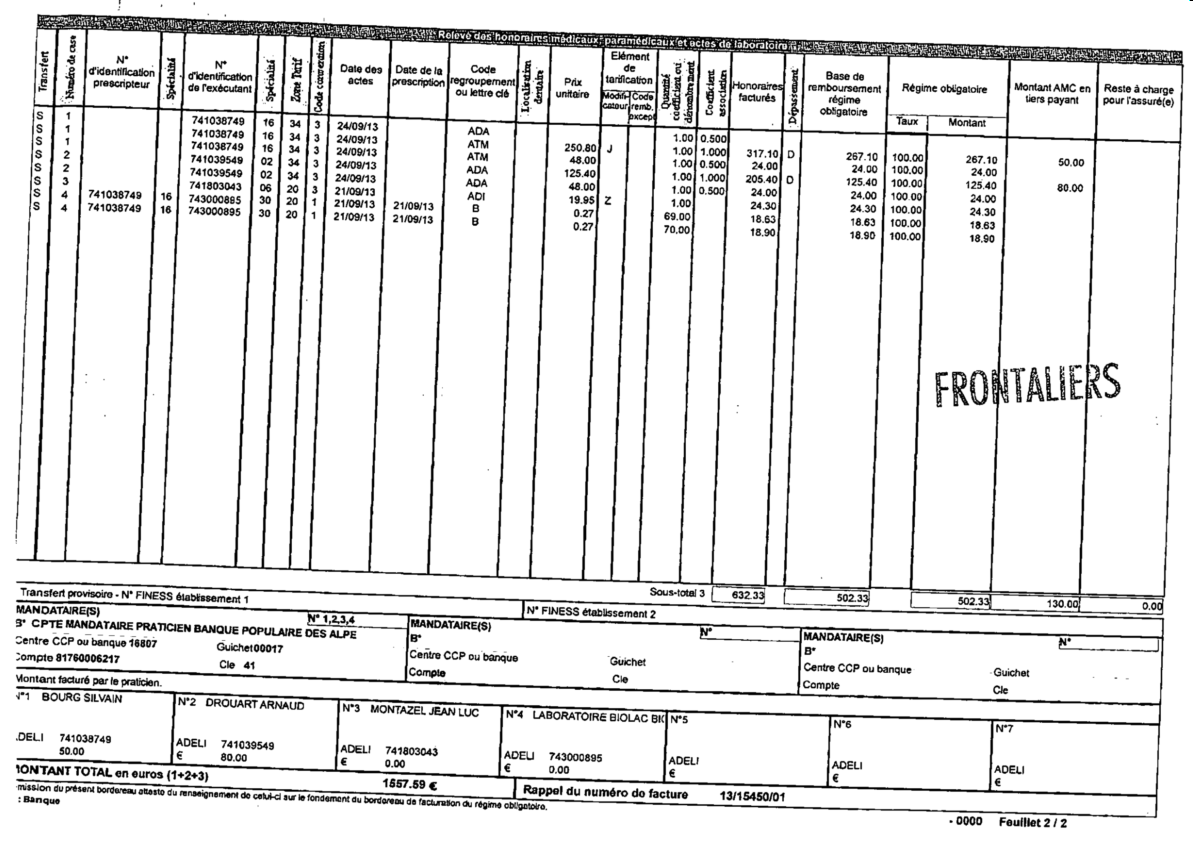 Relevé des honoraires médicaux, paramédicaux et actes de laboratoire
Transfert
Numéro de case
N° d'identification prescripteur
Spécialité
N° d'identification de l'exécutant
Spécialité
Zone Tarif
Code convention
Date des actes
Date de la prescription
Code regroupement ou lettre clé
Localisation dentaire
Prix unitaire
Elément de tarification
Modifi-cateur
Code remb. except
Quantité coefficient ou dénombrement
Coefficient association
Honoraires facturés
Dépassement
Base de remboursement régime obligatoire
Régime obligatoire
Taux Montant
Montant AMC en tiers payant
Reste à charge pour l'assuré(e)
S 1 741038749 16 34 3 24/09/13 ADA 1.00 0.500
S 1 741038749 16 34 3 24/09/13 ATM 250.80 J 1.00 1.000 317.10 D 267.10 100.00 267.10 50.00
S 1 741038749 16 34 3 24/09/13 ATM 48.00 1.00 0.500 24.00 24.00 100.00 24.00
S 2 741039549 02 34 3 24/09/13 ADA 125.40 1.00 1.000 205.40 D 125.40 100.00 125.40 80.00
S 2 741039549 02 34 3 24/09/13 ADA 48.00 1.00 0.500 24.00 24.00 100.00 24.00
S 3 741803043 06 20 3 21/09/13 ADI 19.95 Z 1.00 24.30 24.30 100.00 24.30
S 4 741038749 16 743000895 30 20 1 21/09/13 21/09/13 B 0.27 69.00 18.63 18.63 100.00 18.63
S 4 741038749 16 743000895 30 20 1 21/09/13 21/09/13 B 0.27 70.00 18.90 18.90 100.00 18.90
FRONTALIERS
Sous-total 3 632.33 502.33 502.33 130.00 0.00
Transfert provisoire - N° FINESS établissement 1
N° FINESS établissement 2
MANDATAIRE(S) N° 1,2,3,4
B° CPTE MANDATAIRE PRATICIEN BANQUE POPULAIRE DES ALPE
Centre CCP ou banque 16807 Guichet00017
Compte 81760006217 Cle 41
MANDATAIRE(S) N°
B°
Centre CCP ou banque Guichet
Compte Cle
MANDATAIRE(S) N°
B°
Centre CCP ou banque Guichet
Compte Cle
Montant facturé par le praticien.
N°1 BOURG SILVAIN
ADELI 741038749
50.00
N°2 DROUART ARNAUD
ADELI 741039549
€ 80.00
N°3 MONTAZEL JEAN LUC
ADELI 741803043
€ 0.00
N°4 LABORATOIRE BIOLAC BI
ADELI 743000895
€ 0.00
N°5
ADELI
€
N°6
ADELI
€
N°7
ADELI
€
MONTANT TOTAL en euros (1+2+3) 1557.59 €
Rappel du numéro de facture 13/15450/01
mission du présent bordereau atteste du renseignement de celui-ci sur le fondement du bordereau de facturation du régime obligatoire.
: Banque
- 0000 Feuillet 2 / 2